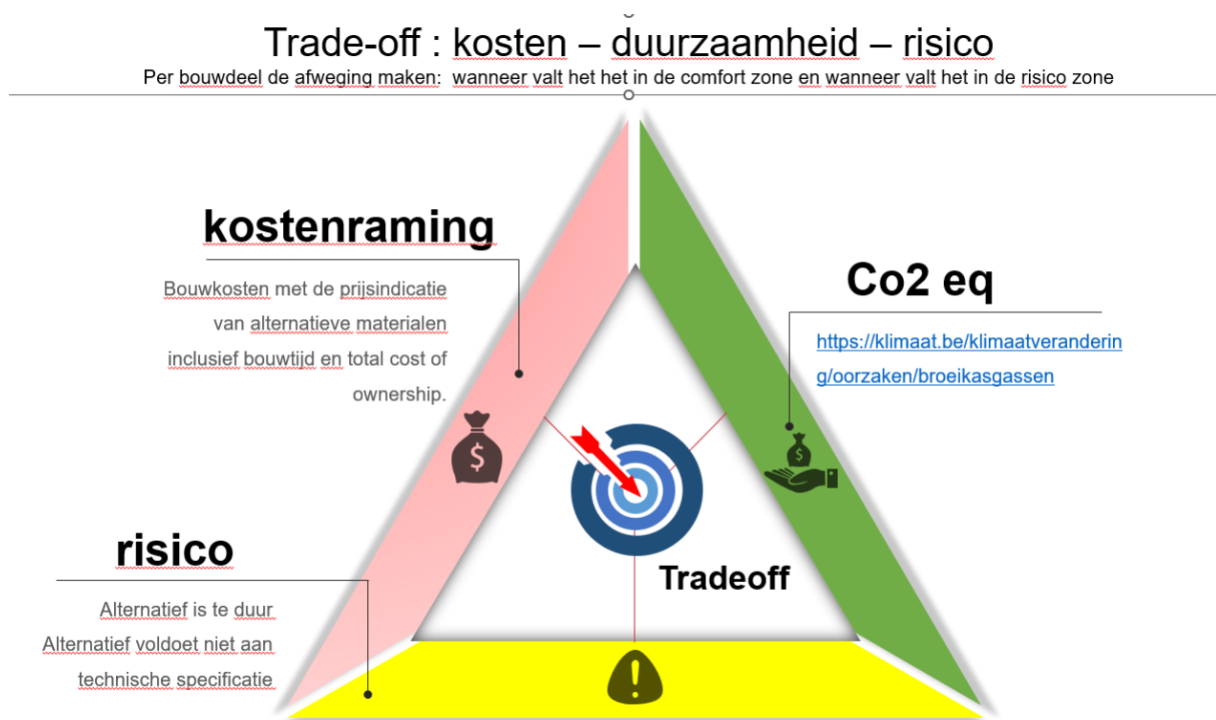 Trade-off : kosten – duurzaamheid – risico
Per bouwdeel de afweging maken:  wanneer valt het het in de comfort zone en wanneer valt het in de risico zone
kostenraming
Bouwkosten met de prijsindicatie
van alternatieve materialen
inclusief bouwtijd en total cost of
ownership.
Co2 eq
https://klimaat.be/klimaatveranderin
g/oorzaken/broeikasgassen
$
$
Tradeoff
risico
Alternatief is te duur
Alternatief voldoet niet aan
technische specificatie
!